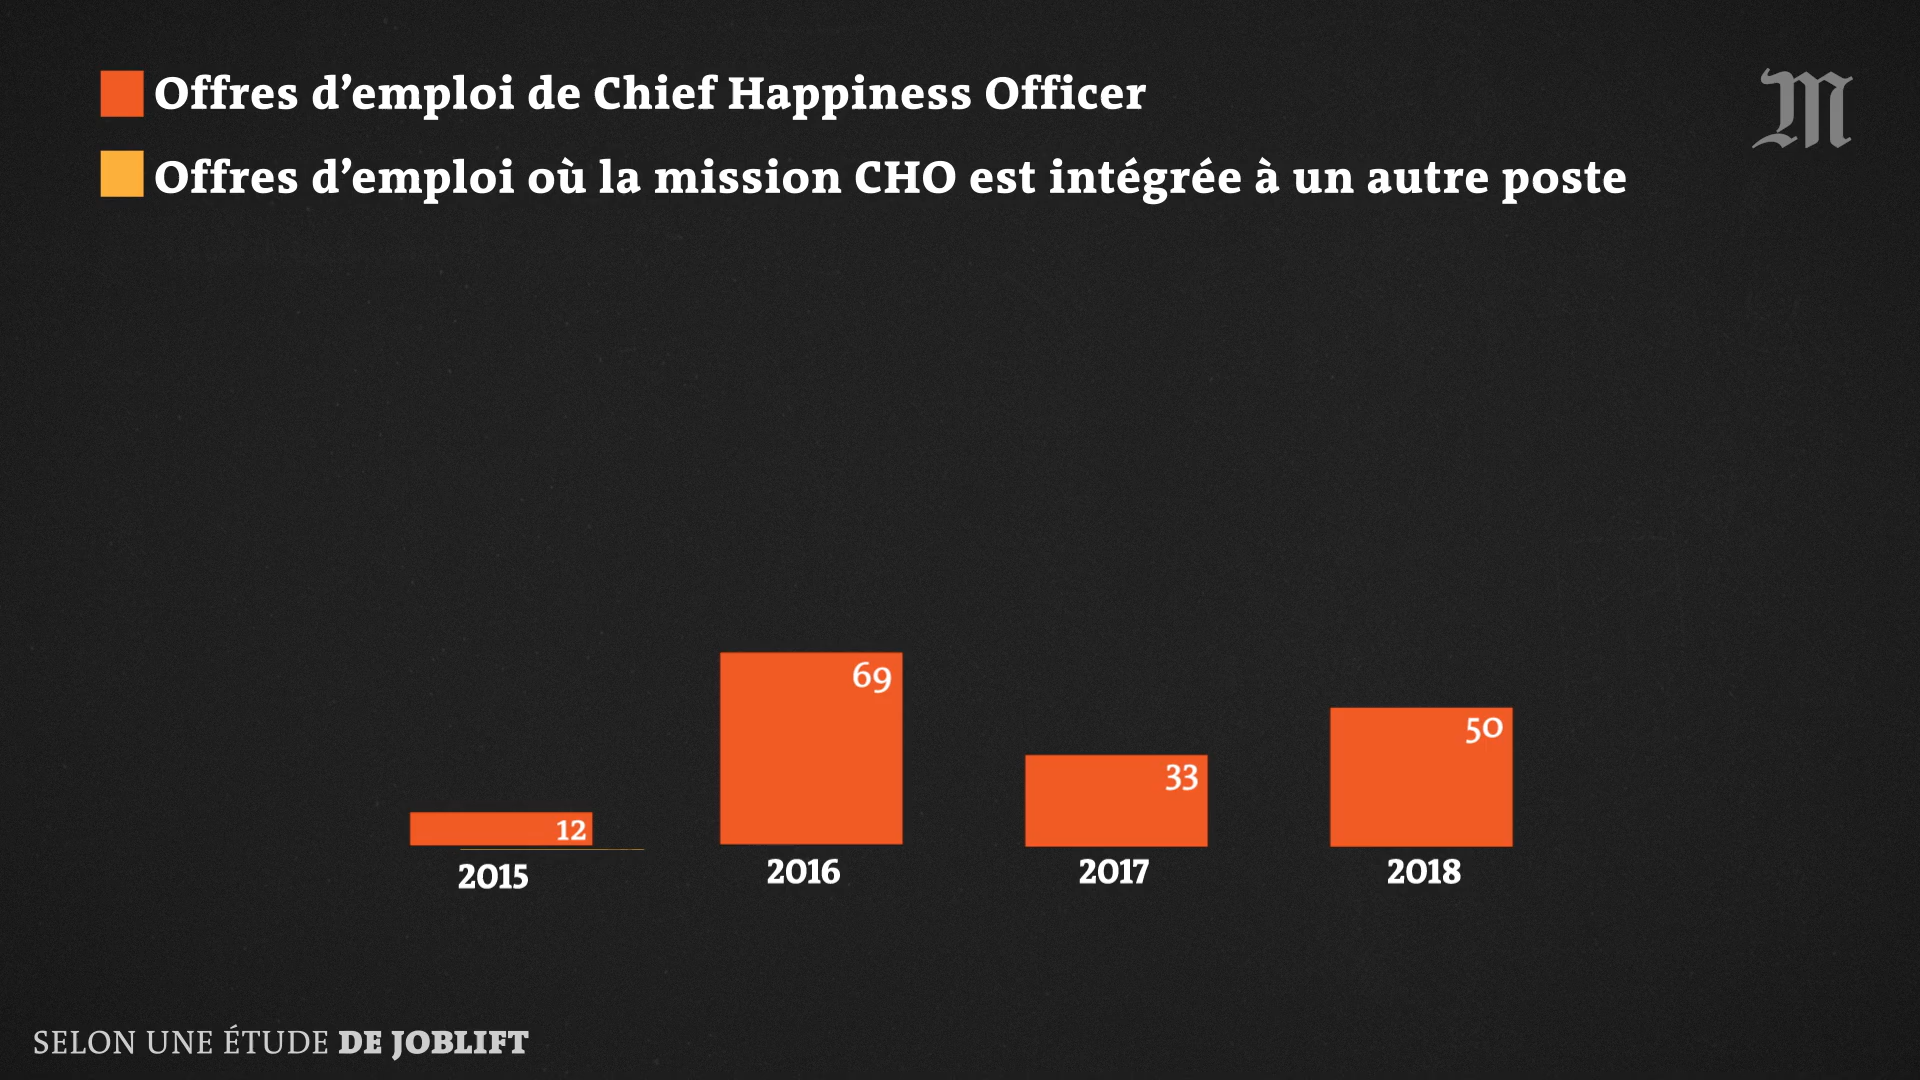 Offres d’emploi de Chief Happiness Officer
Offres d’emploi où la mission CHO est intégrée à un autre poste
M
69
50
33
12
2015
2016
2017
2018
SELON UNE ÉTUDE DE JOBLIFT